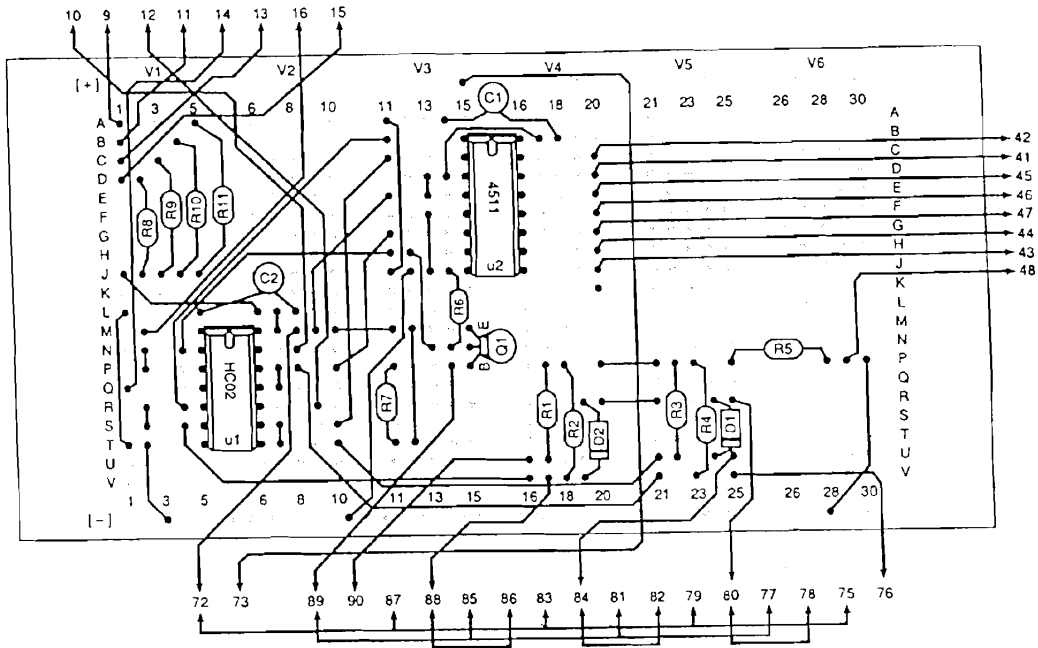 10 9 12 11 14 13 16 15
V1 V2 V3 V4 V5 V6
[+]
1 3 5 6 8 10 11 13 15 16 18 20 21 23 25 26 28 30
C1
A A
B B 42
C C 41
D D 45
E E 46
F F 47
G G 44
H H 43
J J 48
K K
L L
M M
N N
P P
Q Q
R R
S S
T T
U U
V V
R8 R9 R10 R11
4511
u2
C2
R6
E
Q1
B
HC02
u1
R7
R5
R1 R2 D2 R3 R4 D1
1 3 5 6 8 10 11 13 15 16 18 20 21 23 25 26 28 30
[-]
72 73 89 90 87 88 85 86 83 84 81 82 79 80 77 78 75 76